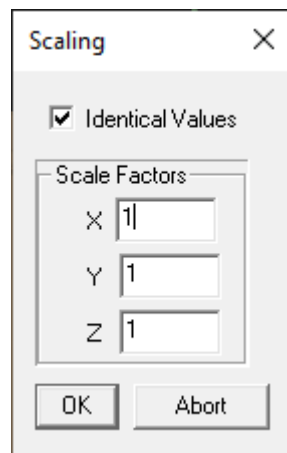 Scaling
Identical Values
Scale Factors
X 1
Y 1
Z 1
OK Abort